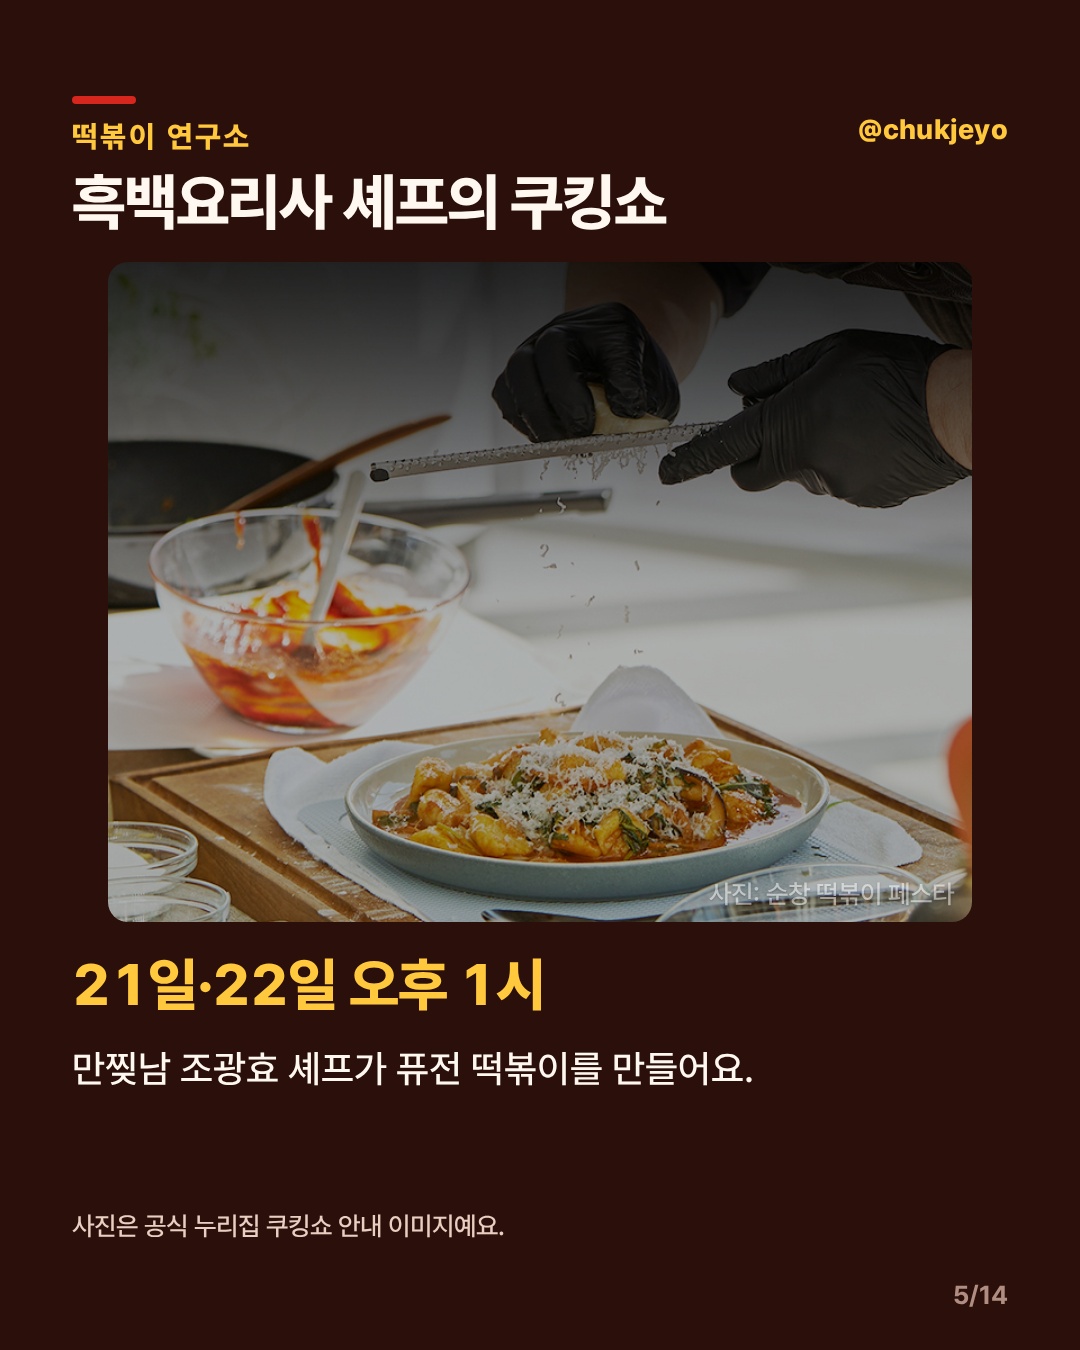 떡볶이 연구소
@chukjeyo
흑백요리사 셰프의 쿠킹쇼
사진: 순창 떡볶이 페스타
21일·22일 오후 1시
만찢남 조광효 셰프가 퓨전 떡볶이를 만들어요.
사진은 공식 누리집 쿠킹쇼 안내 이미지예요.
5/14